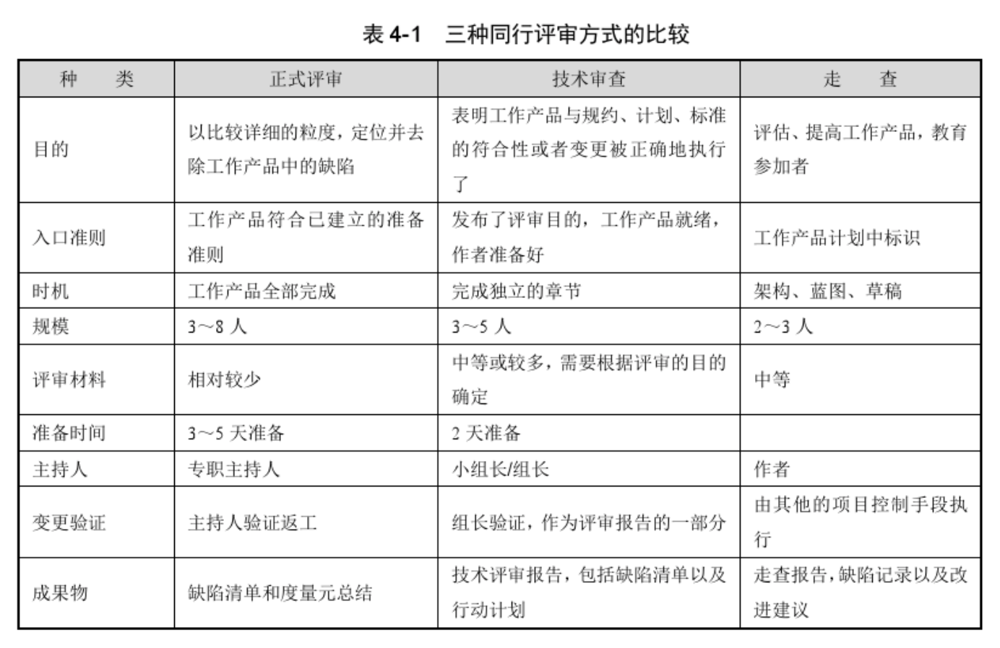 表 4-1 三种同行评审方式的比较
种 类 正式评审 技术审查 走 查
目的
以比较详细的粒度，定位并去
除工作产品中的缺陷
表明工作产品与规约、计划、标准
的符合性或者变更被正确地执行
了
评估、提高工作产品，教育
参加者
入口准则
工作产品符合已建立的准备
准则
发布了评审目的，工作产品就绪，
作者准备好
工作产品计划中标识
时机 工作产品全部完成 完成独立的章节 架构、蓝图、草稿
规模 3～8 人 3～5 人 2～3 人
评审材料
相对较少
中等或较多，需要根据评审的目的
确定
中等
准备时间 3～5 天准备 2 天准备
主持人 专职主持人 小组长/组长 作者
变更验证
主持人验证返工
组长验证，作为评审报告的一部分
由其他的项目控制手段执
行
成果物
缺陷清单和度量元总结
技术评审报告，包括缺陷清单以及
行动计划
走查报告，缺陷记录以及改
进建议